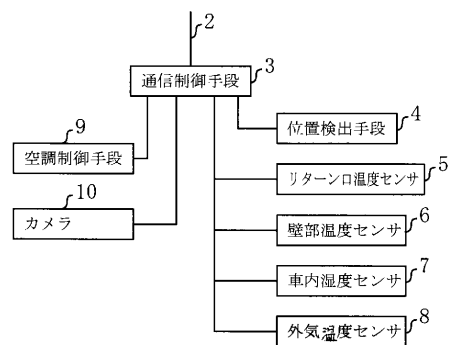 2
3
通信制御手段
9
4
空調制御手段
位置検出手段
10
5
カメラ
リターン口温度センサ
6
壁部温度センサ
7
車内湿度センサ
8
外気温度センサ